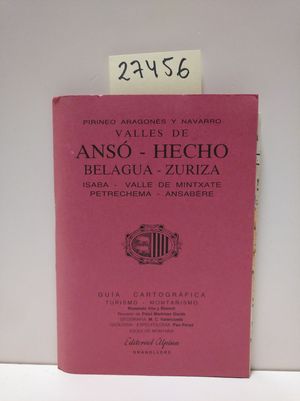 27456
PIRINEO ARAGONÉS Y NAVARRO
VALLES DE
ANSÓ - HECHO
BELAGUA - ZURIZA
ISABA - VALLE DE MINTXATE
PETRECHEMA - ANSABÈRE
GUIA CARTOGRÁFICA
TURISMO - MONTAÑISMO
Editorial Alpina
GRANOLLERS